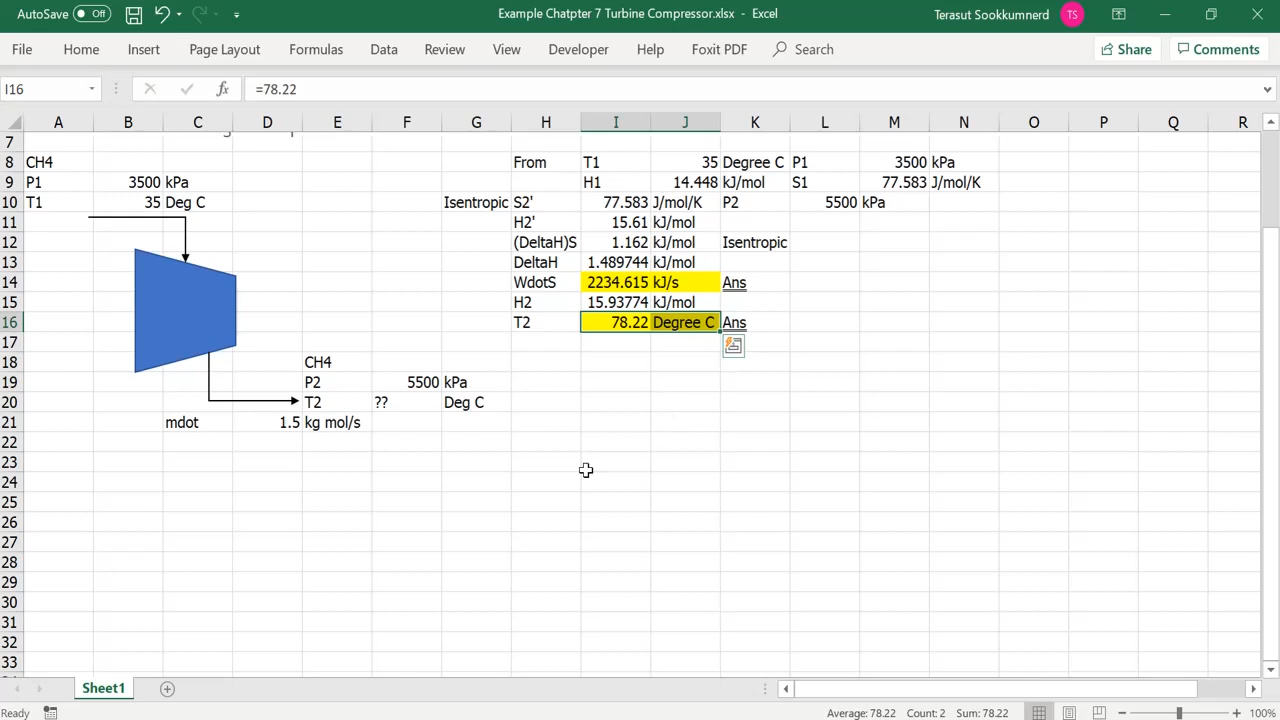 AutoSave Off Example Chatpter 7 Turbine Compressor.xlsx - Excel Terasut Sookkumnerd TS
File Home Insert Page Layout Formulas Data Review View Developer Help Foxit PDF Search Share Comments
I16 fx =78.22
A B C D E F G H I J K L M N O P Q R
7
8 CH4 From T1 35 Degree C P1 3500 kPa
9 P1 3500 kPa H1 14.448 kJ/mol S1 77.583 J/mol/K
10 T1 35 Deg C Isentropic S2' 77.583 J/mol/K P2 5500 kPa
11 H2' 15.61 kJ/mol
12 (DeltaH)S 1.162 kJ/mol Isentropic
13 DeltaH 1.489744 kJ/mol
14 WdotS 2234.615 kJ/s Ans
15 H2 15.93774 kJ/mol
16 T2 78.22 Degree C Ans
17
18 CH4
19 P2 5500 kPa
20 T2 ?? Deg C
21 mdot 1.5 kg mol/s
22
23
24
25
26
27
28
29
30
31
32
33
Sheet1
Ready Average: 78.22 Count: 2 Sum: 78.22 100%